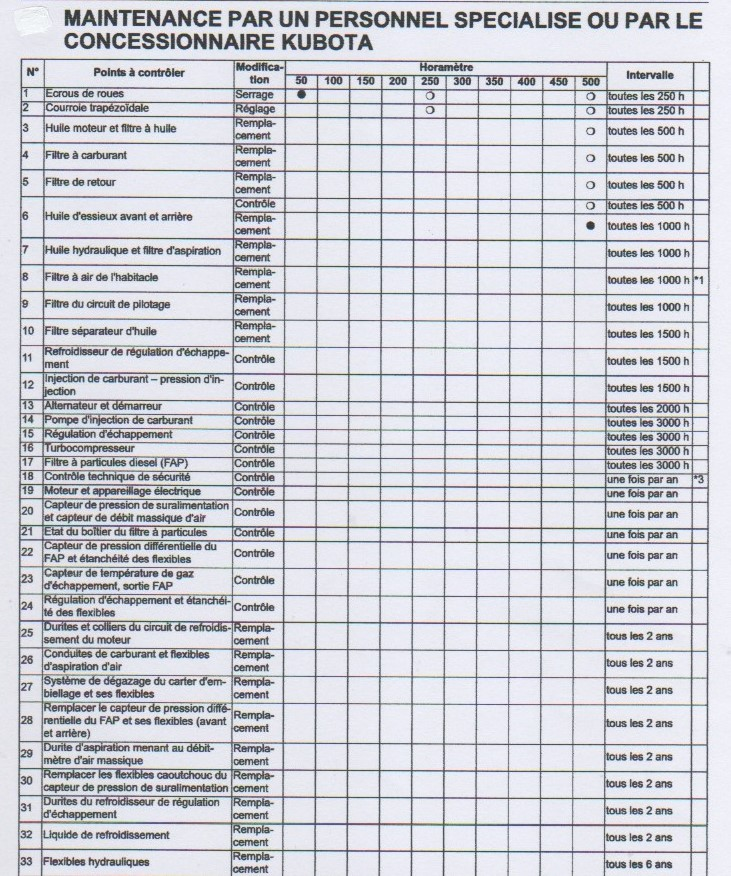 MAINTENANCE PAR UN PERSONNEL SPECIALISE OU PAR LE
CONCESSIONNAIRE KUBOTA
N° Points à contrôler Modifica-tion Horamètre Intervalle
50 100 150 200 250 300 350 400 450 500
1 Ecrous de roues Serrage ● ❍ ❍ toutes les 250 h
2 Courroie trapézoïdale Réglage ❍ ❍ toutes les 250 h
3 Huile moteur et filtre à huile Rempla-cement ❍ toutes les 500 h
4 Filtre à carburant Rempla-cement ❍ toutes les 500 h
5 Filtre de retour Rempla-cement ❍ toutes les 500 h
6 Huile d'essieux avant et arrière Contrôle ❍ toutes les 500 h
Rempla-cement ● toutes les 1000 h
7 Huile hydraulique et filtre d'aspiration Rempla-cement toutes les 1000 h
8 Filtre à air de l'habitacle Rempla-cement toutes les 1000 h *1
9 Filtre du circuit de pilotage Rempla-cement toutes les 1000 h
10 Filtre séparateur d'huile Rempla-cement toutes les 1500 h
11 Refroidisseur de régulation d'échappe-ment Contrôle toutes les 1500 h
12 Injection de carburant – pression d'in-jection Contrôle toutes les 1500 h
13 Alternateur et démarreur Contrôle toutes les 2000 h
14 Pompe d'injection de carburant Contrôle toutes les 3000 h
15 Régulation d'échappement Contrôle toutes les 3000 h
16 Turbocompresseur Contrôle toutes les 3000 h
17 Filtre à particules diesel (FAP) Contrôle toutes les 3000 h
18 Contrôle technique de sécurité Contrôle une fois par an *3
19 Moteur et appareillage électrique Contrôle une fois par an
20 Capteur de pression de suralimentation et capteur de débit massique d'air Contrôle une fois par an
21 Etat du boîtier du filtre à particules Contrôle une fois par an
22 Capteur de pression différentielle du FAP et étanchéité des flexibles Contrôle une fois par an
23 Capteur de température de gaz d'échappement, sortie FAP Contrôle une fois par an
24 Régulation d'échappement et étanchéi-té des flexibles Contrôle une fois par an
25 Durites et colliers du circuit de refroidis-sement du moteur Rempla-cement tous les 2 ans
26 Conduites de carburant et flexibles d'aspiration d'air Rempla-cement tous les 2 ans
27 Système de dégazage du carter d'em-biellage et ses flexibles Rempla-cement tous les 2 ans
28 Remplacer le capteur de pression diffé-rentielle du FAP et ses flexibles (avant et arrière) Rempla-cement tous les 2 ans
29 Durite d'aspiration menant au débit-mètre d'air massique Rempla-cement tous les 2 ans
30 Remplacer les flexibles caoutchouc du capteur de pression de suralimentation Rempla-cement tous les 2 ans
31 Durites du refroidisseur de régulation d'échappement Rempla-cement tous les 2 ans
32 Liquide de refroidissement Rempla-cement tous les 2 ans
33 Flexibles hydrauliques Rempla-cement tous les 6 ans